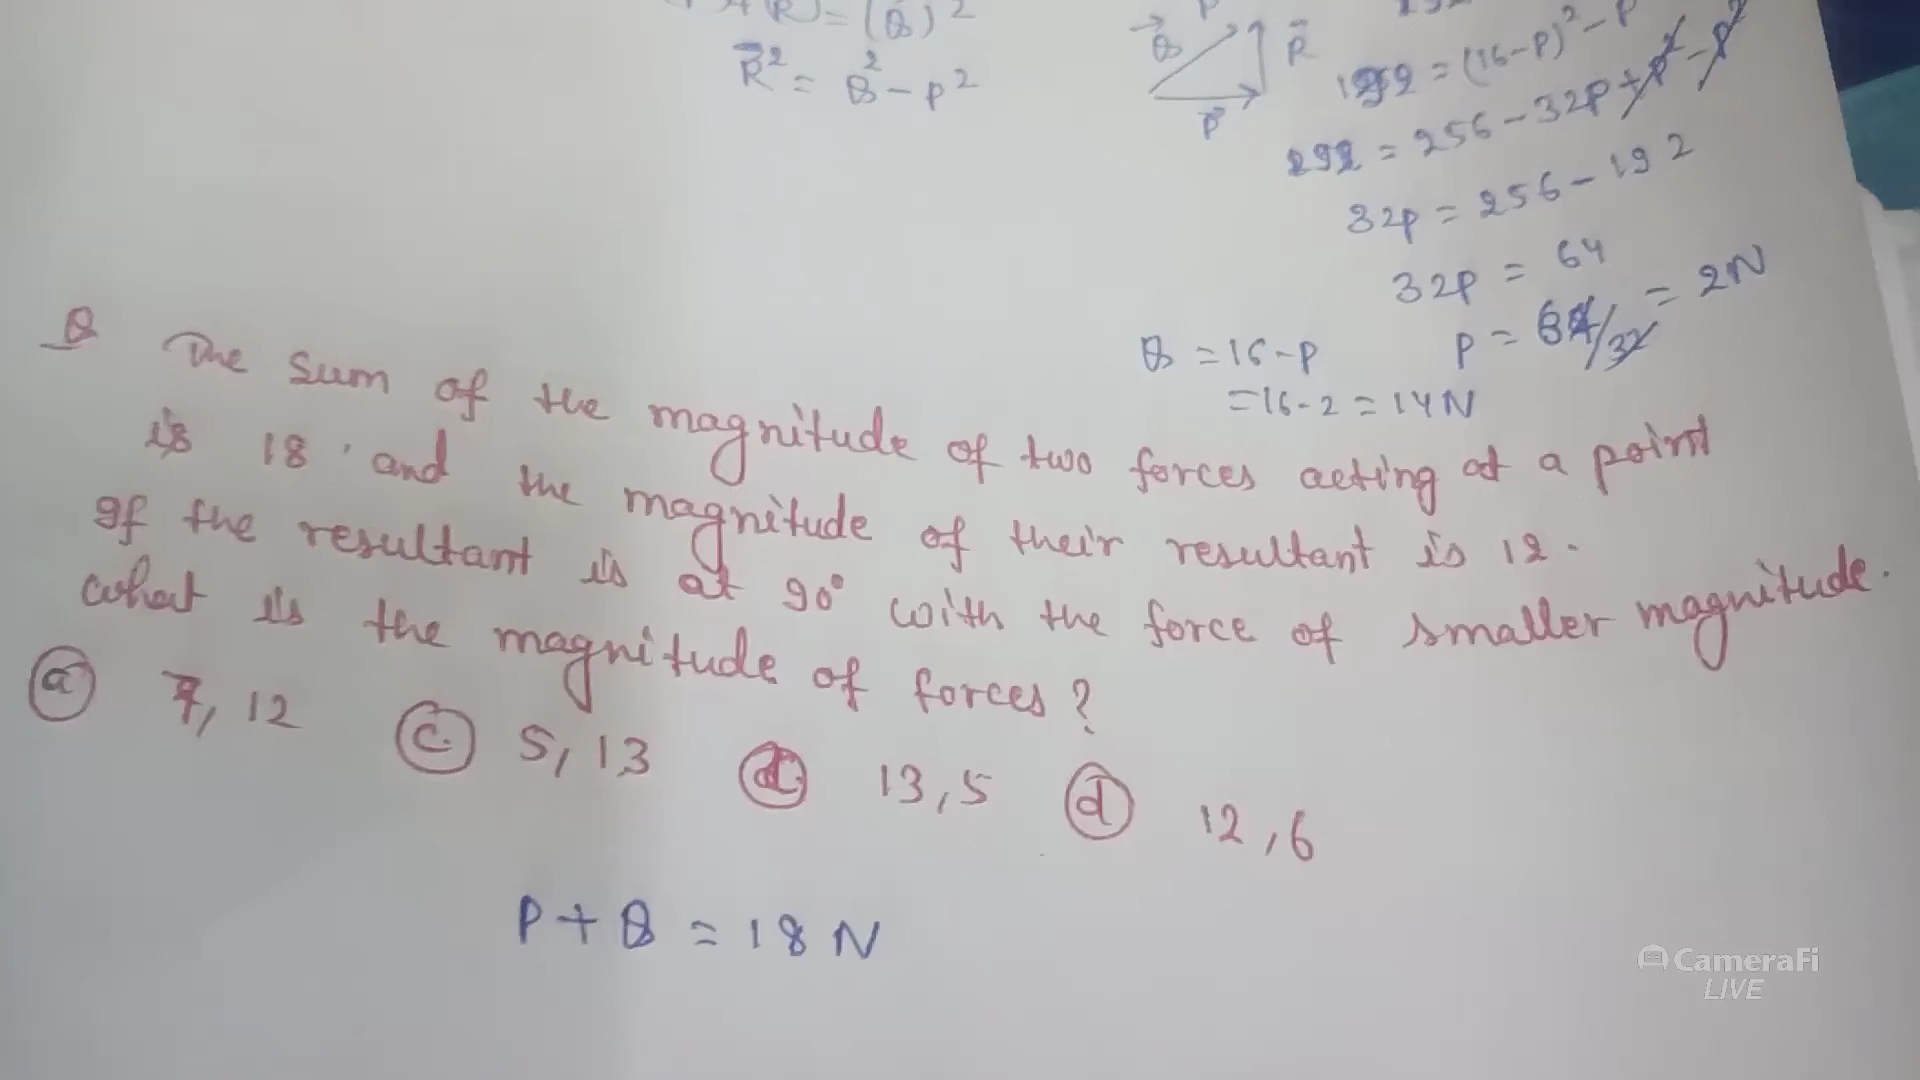 R² = Q² - P²
Q
R
P
= (16-P)² - P
= 256 - 32P + P² - P²
32P = 256 - 192
32P = 64
P = 64/32 = 2N
Q = 16-P
= 16-2 = 14N
Q The sum of the magnitude of two forces acting at a point
is 18 and the magnitude of their resultant is 12.
If the resultant is at 90° with the force of smaller magnitude.
what is the magnitude of forces?
(a) 7, 12 (c) 5, 13 (d) 13, 5 (d) 12, 6
P + Q = 18 N
CameraFi
LIVE